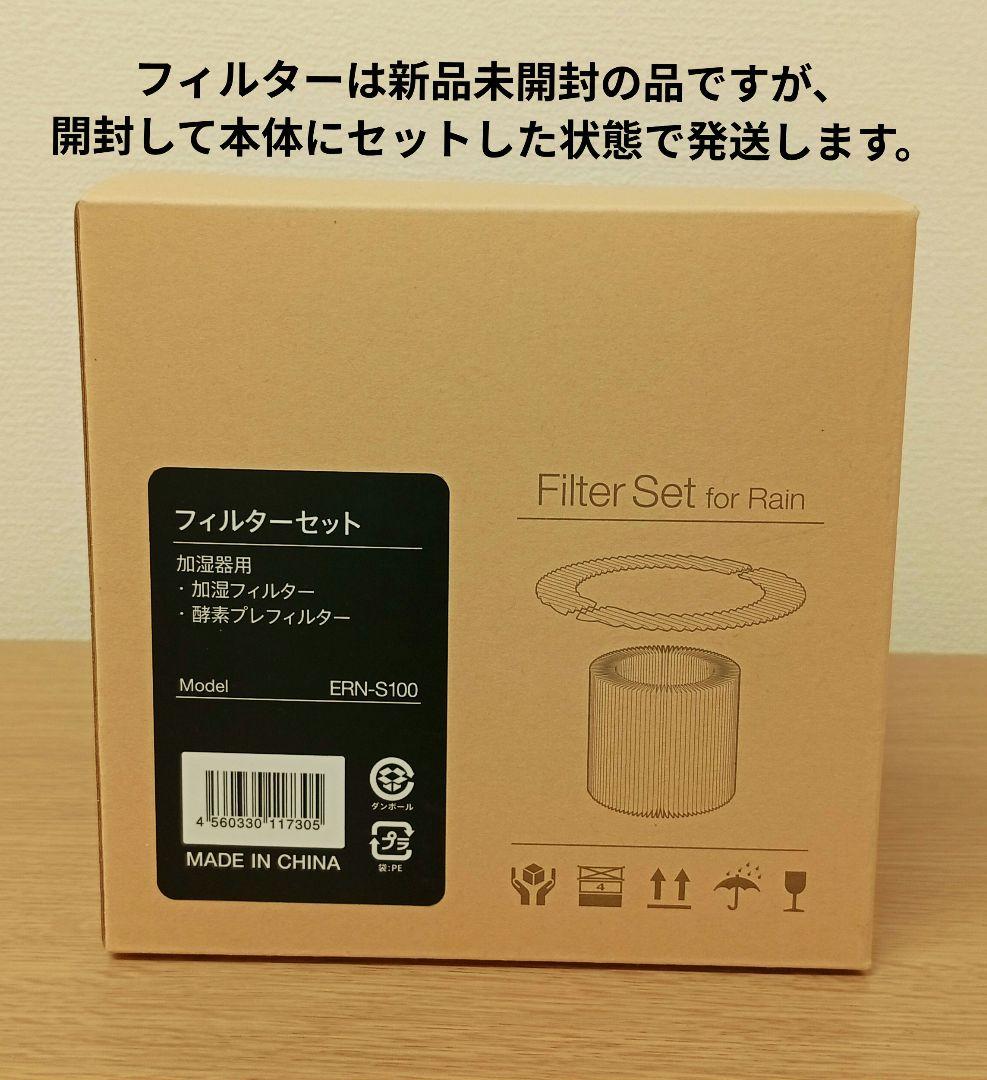 フィルターは新品未開封の品ですが、
開封して本体にセットした状態で発送します。
Filter Set for Rain
フィルターセット
加湿器用
・加湿フィルター
・酵素プレフィルター
Model ERN-S100
4 560330 117305
ダンボール
プラ
袋:PE
MADE IN CHINA
4